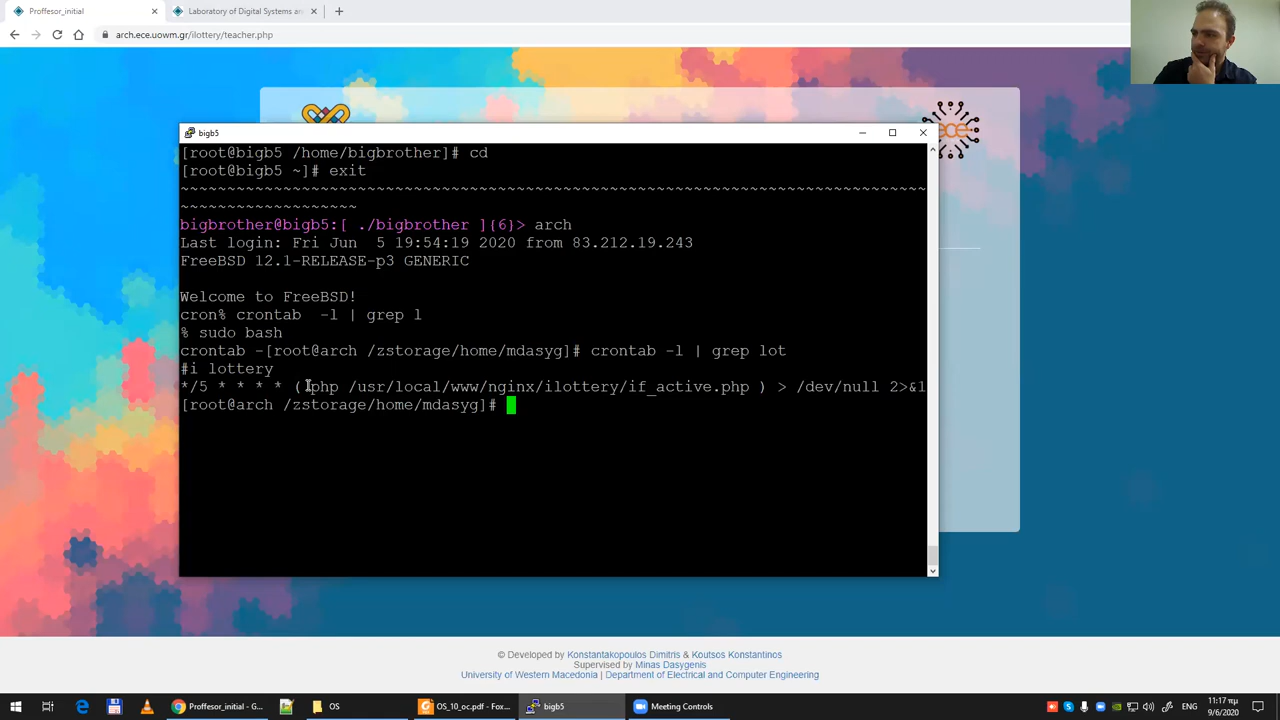 Proffesor_initial
Laboratory of Digital Systems an
arch.ece.uowm.gr/ilottery/teacher.php
ece
bigb5
[root@bigb5 /home/bigbrother]# cd
[root@bigb5 ~]# exit
~~~~~~~~~~~~~~~~~~~~~~~~~~~~~~~~~~~~~~~~~~~~~~~~~~~~~~~~~~~~~~~~~~~~~~~~~~~~~~~~
~~~~~~~~~~~~~~~~~~~
bigbrother@bigb5:[ ./bigbrother ]{6}> arch
Last login: Fri Jun  5 19:54:19 2020 from 83.212.19.243
FreeBSD 12.1-RELEASE-p3 GENERIC
Welcome to FreeBSD!
cron% crontab  -l | grep l
% sudo bash
crontab -[root@arch /zstorage/home/mdasyg]# crontab -l | grep lot
#i lottery
*/5 * * * * ( php /usr/local/www/nginx/ilottery/if_active.php ) > /dev/null 2>&1
[root@arch /zstorage/home/mdasyg]#
© Developed by Konstantakopoulos Dimitris & Koutsos Konstantinos
Supervised by Minas Dasygenis
University of Western Macedonia | Department of Electrical and Computer Engineering
Proffesor_initial - G...
OS
OS_10_oc.pdf - Fox...
bigb5
Meeting Controls
11:17 πμ
9/6/2020